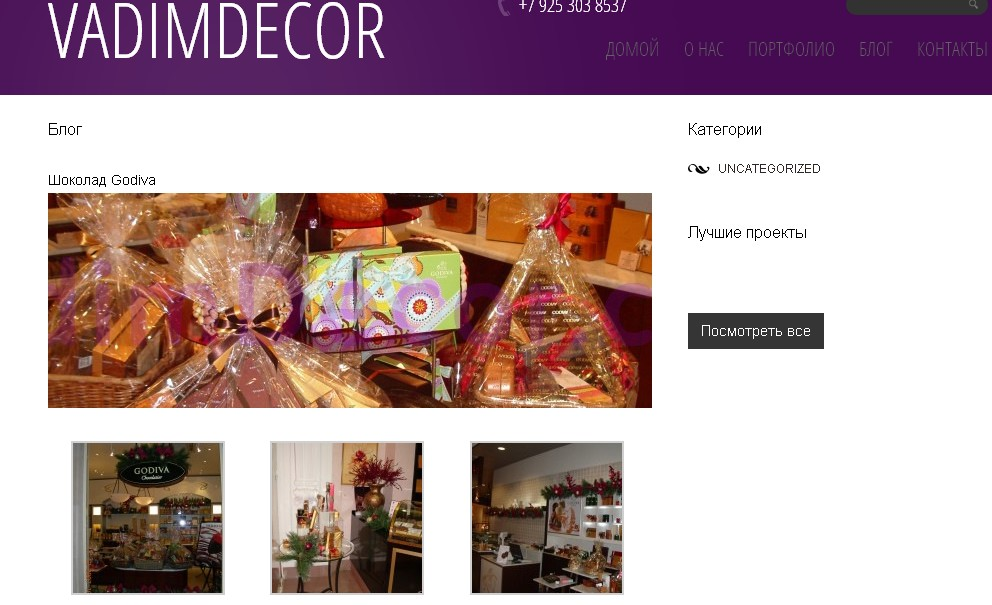 VADIMDECOR
+7 925 303 8537
ДОМОЙ О НАС ПОРТФОЛИО БЛОГ КОНТАКТЫ
Блог
Шоколад Godiva
GODIVA
GODIVA
Chocolatier
Категории
UNCATEGORIZED
Лучшие проекты
Посмотреть все